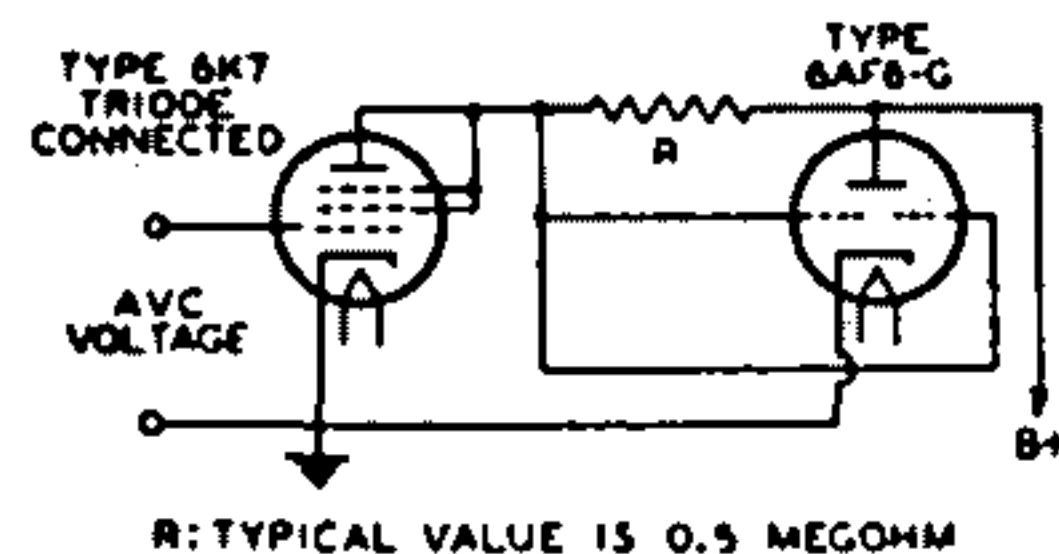 TYPE 6K7
TRIODE
CONNECTED
TYPE
6AF6-G
R
AVC
VOLTAGE
B+
R: TYPICAL VALUE IS 0.5 MEGOHM